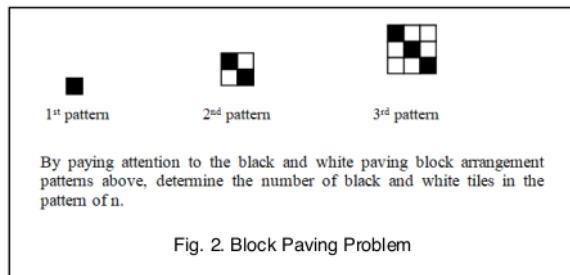 1st pattern 2nd pattern 3rd pattern
By paying attention to the black and white paving block arrangement
patterns above, determine the number of black and white tiles in the
pattern of n.
Fig. 2. Block Paving Problem